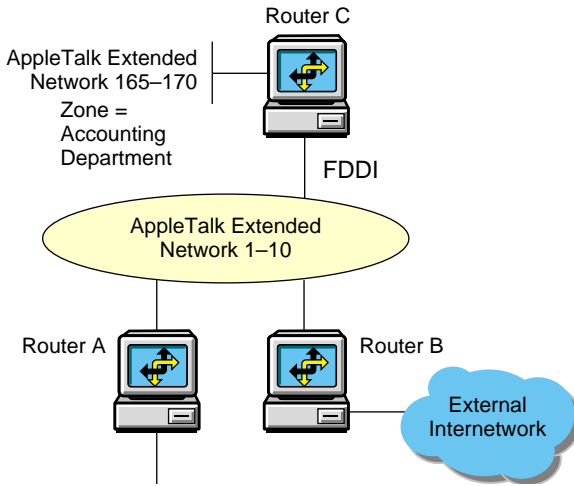 Router C
AppleTalk Extended
Network 165–170
Zone =
Accounting
Department
FDDI
AppleTalk Extended
Network 1–10
Router A
Router B
External
Internetwork